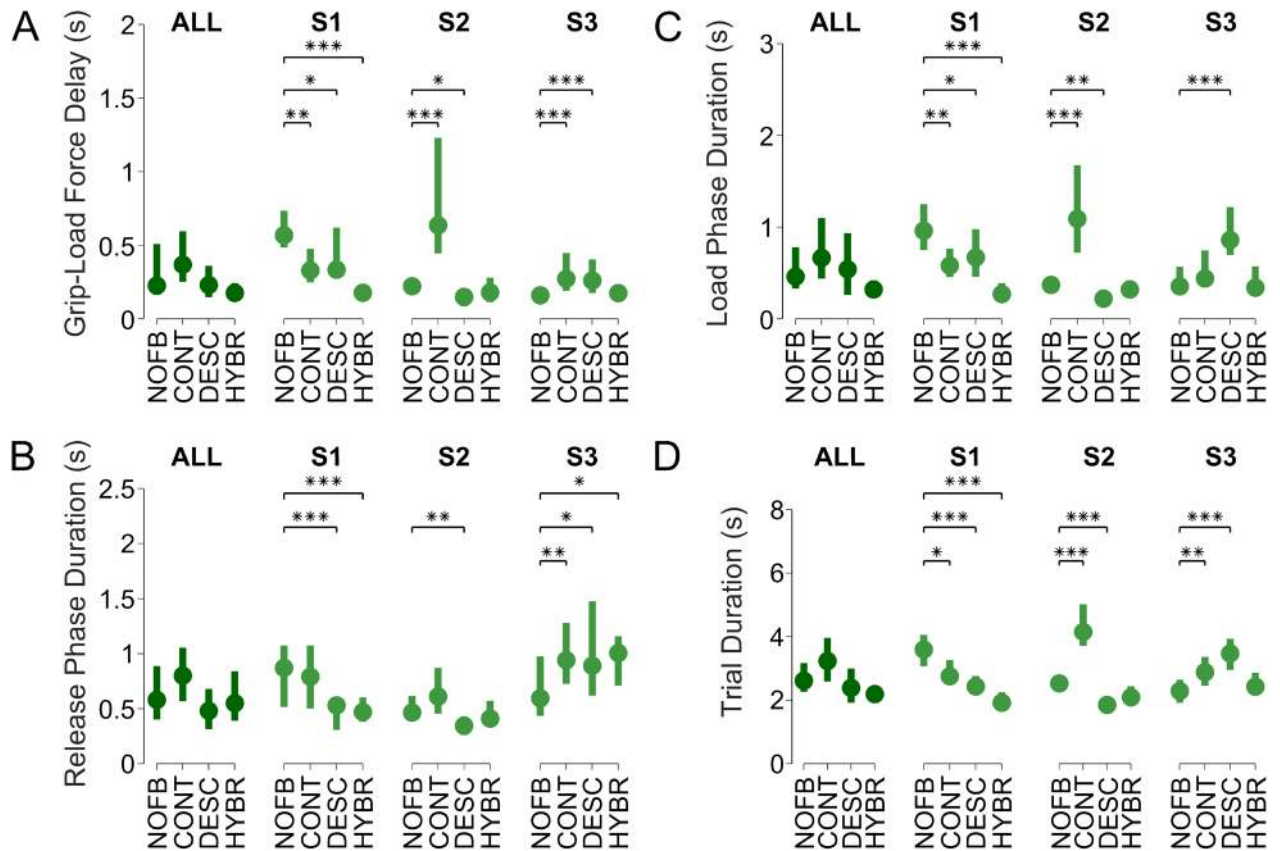 A
Grip-Load Force Delay (s)
ALL S1 S2 S3
2
1.5
1
0.5
0
*** 
* 
** 
* 
*** 
*** 
***
NOFB CONT DESC HYBR NOFB CONT DESC HYBR NOFB CONT DESC HYBR NOFB CONT DESC HYBR
C
Load Phase Duration (s)
ALL S1 S2 S3
3
2
1
0
***
*
**
**
***
***
NOFB CONT DESC HYBR NOFB CONT DESC HYBR NOFB CONT DESC HYBR NOFB CONT DESC HYBR
B
Release Phase Duration (s)
ALL S1 S2 S3
2.5
2
1.5
1
0.5
0
***
***
**
*
*
**
NOFB CONT DESC HYBR NOFB CONT DESC HYBR NOFB CONT DESC HYBR NOFB CONT DESC HYBR
D
Trial Duration (s)
ALL S1 S2 S3
8
6
4
2
0
***
***
*
***
***
***
**
NOFB CONT DESC HYBR NOFB CONT DESC HYBR NOFB CONT DESC HYBR NOFB CONT DESC HYBR